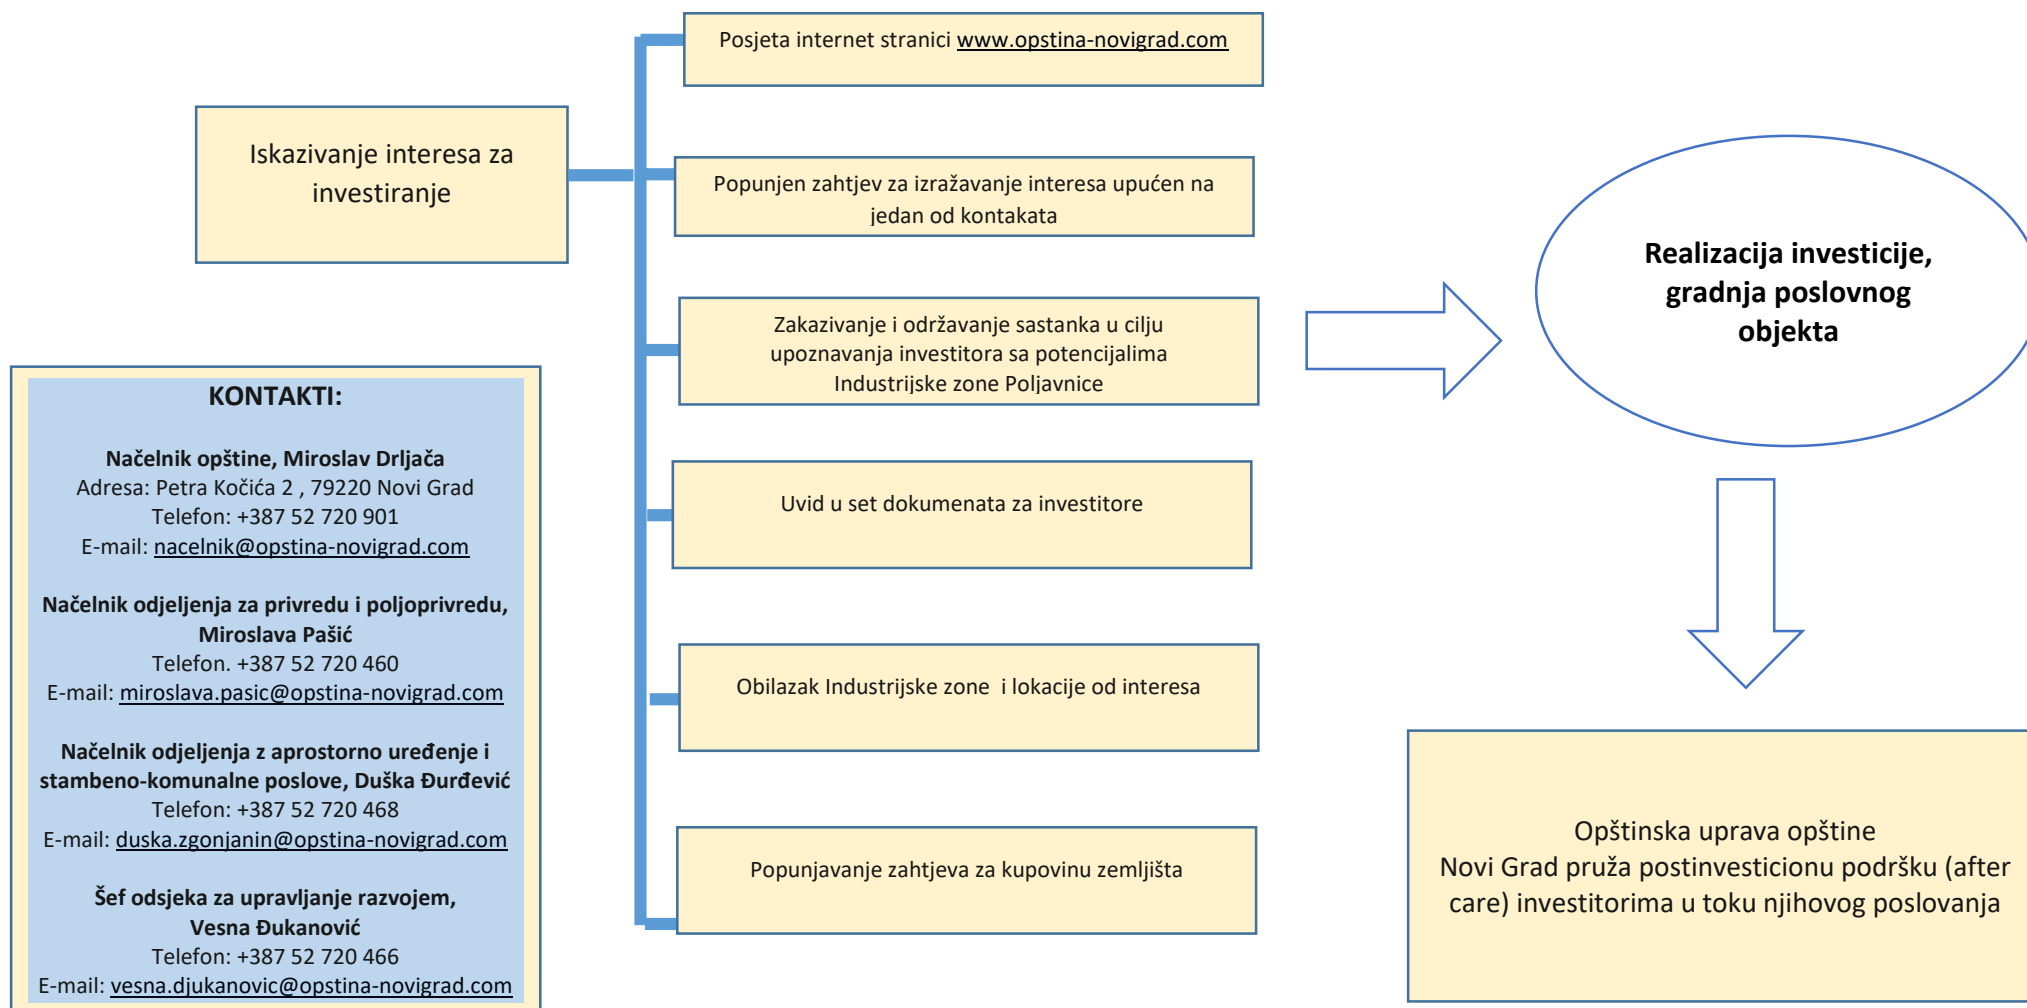 Iskazivanje interesa za
investiranje
Posjeta internet stranici www.opstina-novigrad.com
Popunjen zahtjev za izražavanje interesa upućen na
jedan od kontakata
Zakazivanje i održavanje sastanka u cilju
upoznavanja investitora sa potencijalima
Industrijske zone Poljavnice
Uvid u set dokumenata za investitore
Obilazak Industrijske zone  i lokacije od interesa
Popunjavanje zahtjeva za kupovinu zemljišta
Realizacija investicije,
gradnja poslovnog
objekta
Opštinska uprava opštine
Novi Grad pruža postinvesticionu podršku (after
care) investitorima u toku njihovog poslovanja
KONTAKTI:
Načelnik opštine, Miroslav Drljača
Adresa: Petra Kočića 2 , 79220 Novi Grad
Telefon: +387 52 720 901
E-mail: nacelnik@opstina-novigrad.com
Načelnik odjeljenja za privredu i poljoprivredu,
Miroslava Pašić
Telefon. +387 52 720 460
E-mail: miroslava.pasic@opstina-novigrad.com
Načelnik odjeljenja z aprostorno uređenje i
stambeno-komunalne poslove, Duška Đurđević
Telefon: +387 52 720 468
E-mail: duska.zgonjanin@opstina-novigrad.com
Šef odsjeka za upravljanje razvojem,
Vesna Đukanović
Telefon: +387 52 720 466
E-mail: vesna.djukanovic@opstina-novigrad.com